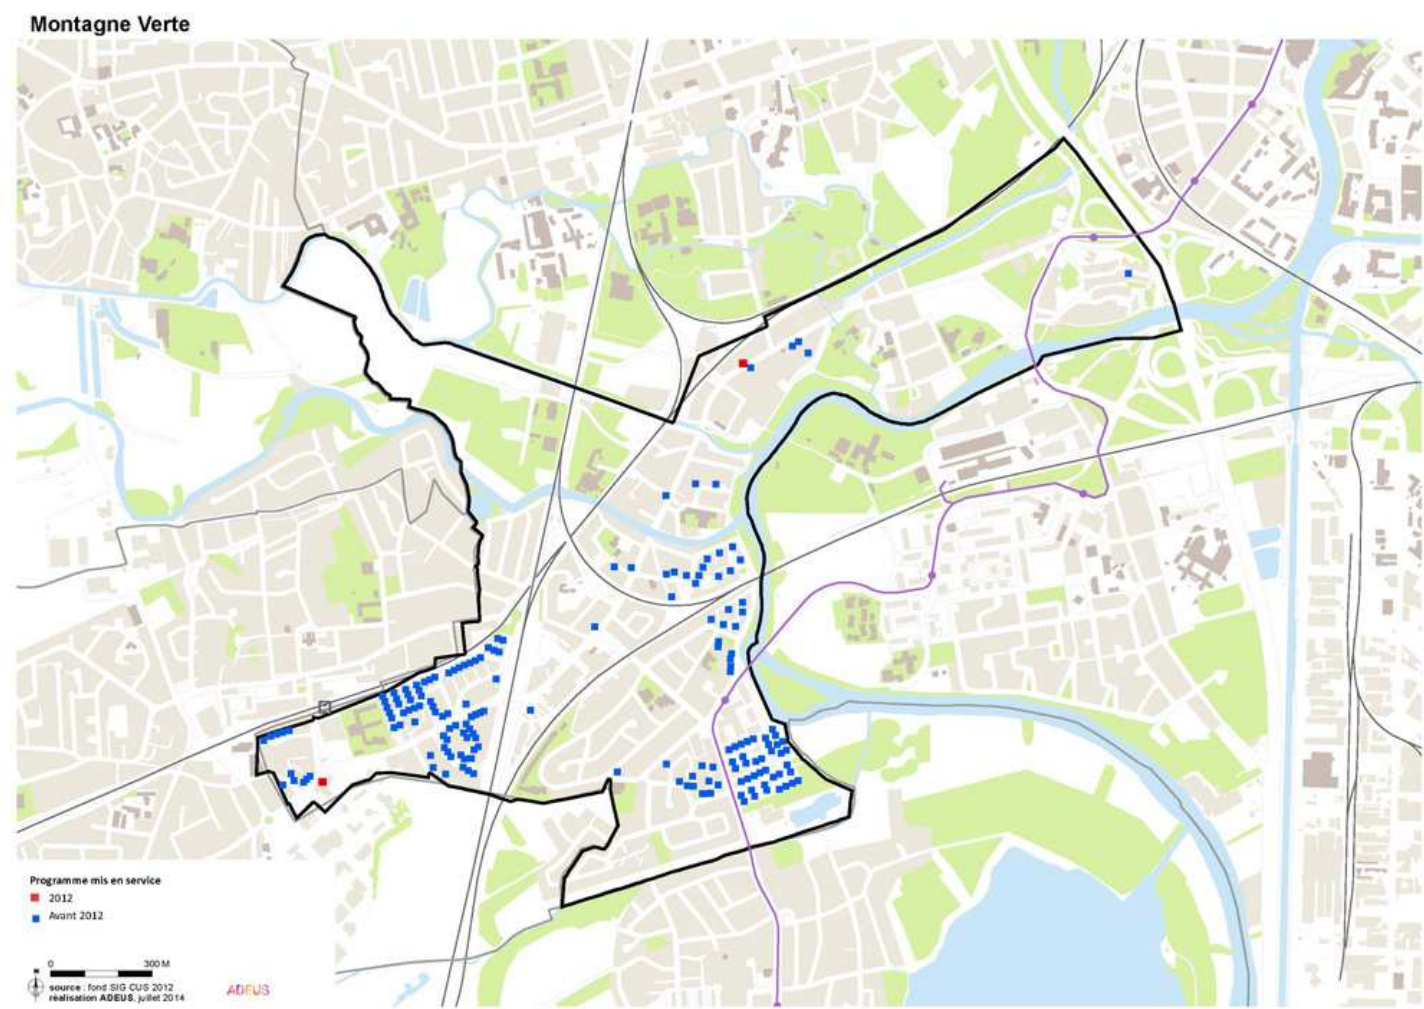 Montagne Verte
Programme mis en service
2012
Avant 2012
0 300 M
N
source : fond SIG CUS 2012
réalisation ADEUS, juillet 2014
ADEUS